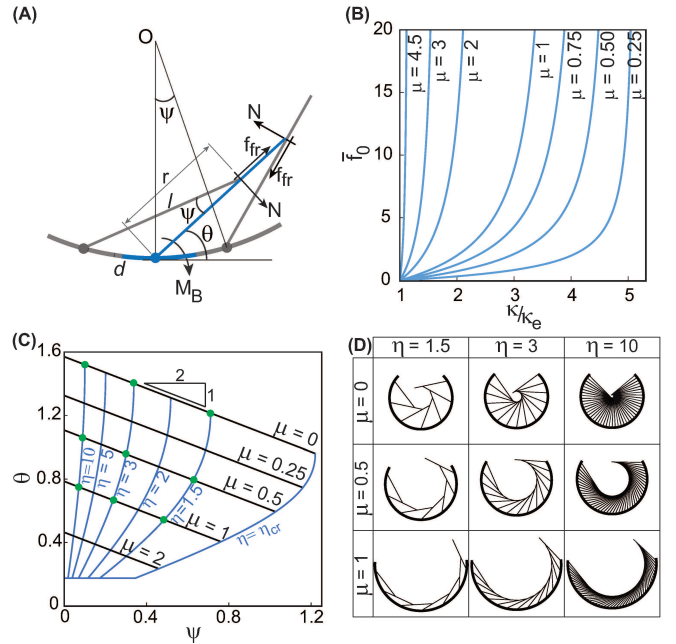 (A)
O
ψ
N
f_fr
f_fr
r
l
ψ
N
θ
d
M_B
(B)
20
15
10
5
0
f̄_0
μ = 4.5
μ = 3
μ = 2
μ = 1
μ = 0.75
μ = 0.50
μ = 0.25
1 2 3 4 5
κ/κ_e
(C)
1.6
1.2
0.8
0.4
0
θ
2
1
μ = 0
μ = 0.25
μ = 0.5
μ = 1
μ = 2
η=10
η = 5
η = 3
η = 2
η=1.5
η= η_cr
0 0.4 0.8 1.2
ψ
(D)
η = 1.5 η = 3 η = 10
μ = 0
μ = 0.5
μ = 1